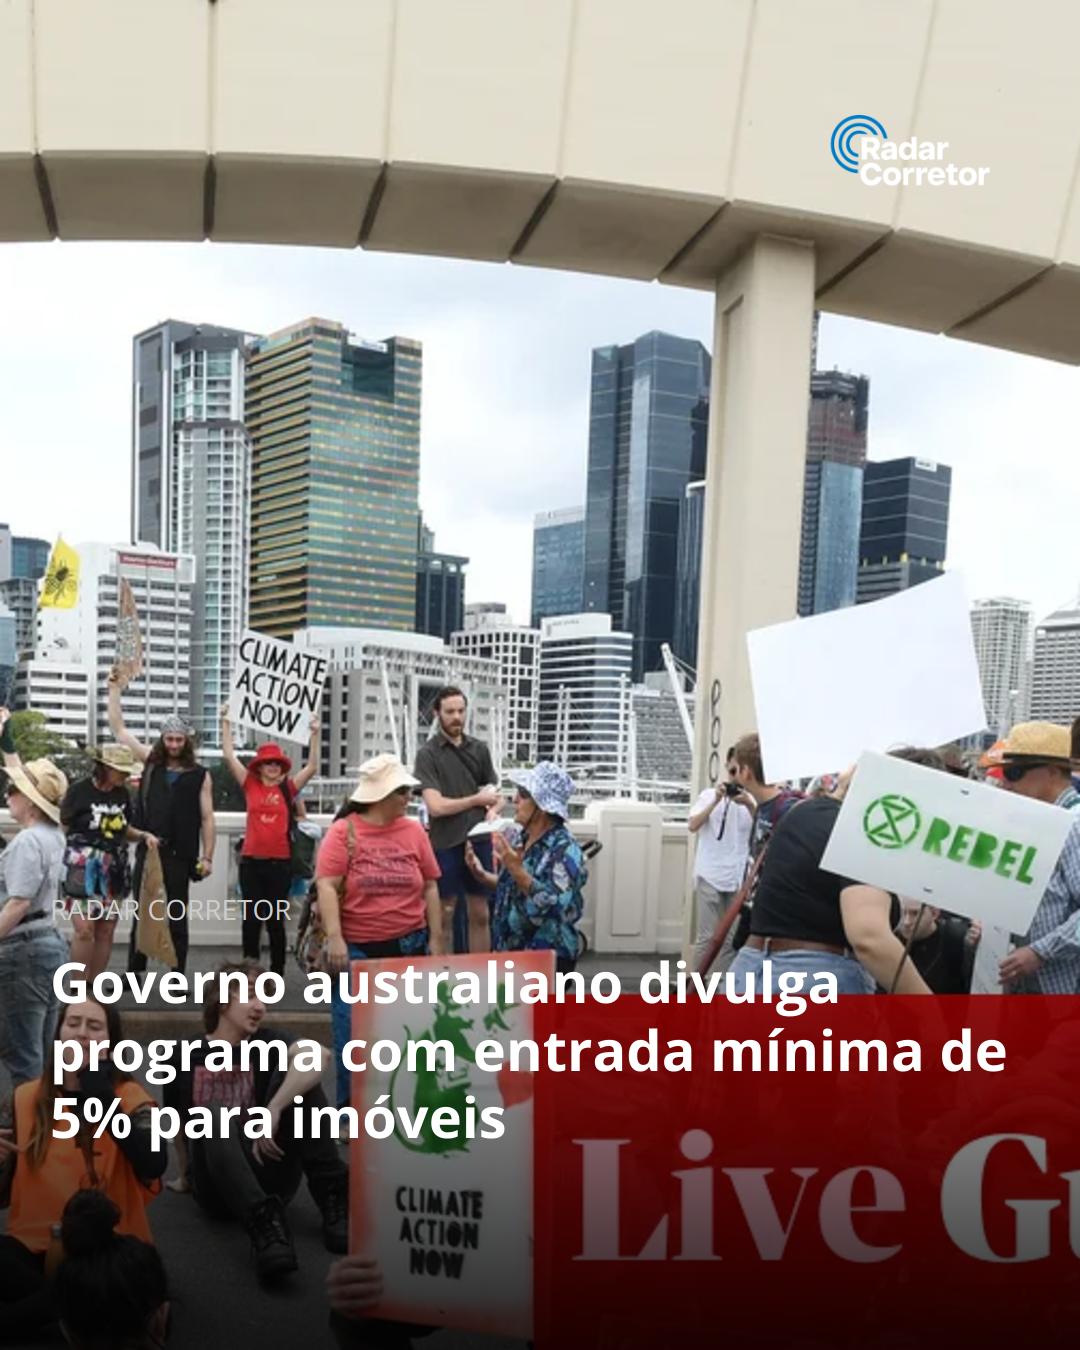 Radar
Corretor
CLIMATE
ACTION
NOW
REBEL
RADAR CORRETOR
Governo australiano divulga
programa com entrada mínima de
5% para imóveis
Live Gu
CLIMATE
ACTION
NOW